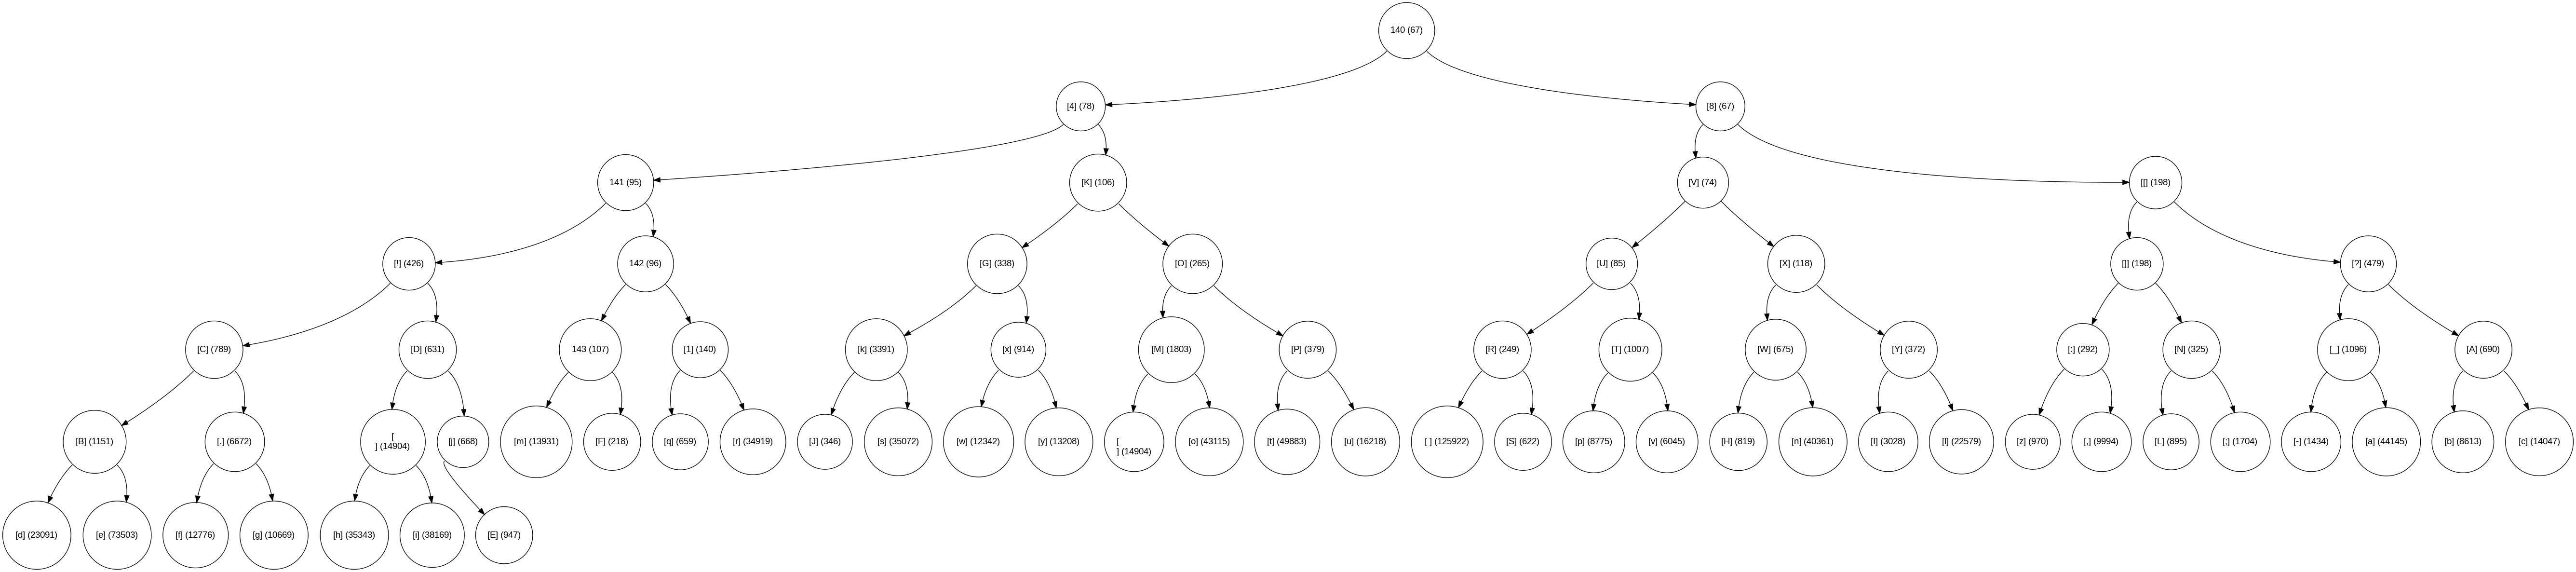 140 (67)
[4] (78)
[8] (67)
141 (95)
[K] (106)
[V] (74)
[[] (198)
[!] (426)
142 (96)
[G] (338)
[O] (265)
[U] (85)
[X] (118)
[]] (198)
[?] (479)
[C] (789)
[D] (631)
143 (107)
[1] (140)
[k] (3391)
[x] (914)
[M] (1803)
[P] (379)
[R] (249)
[T] (1007)
[W] (675)
[Y] (372)
[:] (292)
[N] (325)
[_] (1096)
[A] (690)
[B] (1151)
[.] (6672)
[
] (14904)
[j] (668)
[m] (13931)
[F] (218)
[q] (659)
[r] (34919)
[J] (346)
[s] (35072)
[w] (12342)
[y] (13208)
[
] (14904)
[o] (43115)
[t] (49883)
[u] (16218)
[ ] (125922)
[S] (622)
[p] (8775)
[v] (6045)
[H] (819)
[n] (40361)
[I] (3028)
[l] (22579)
[z] (970)
[,] (9994)
[L] (895)
[;] (1704)
[-] (1434)
[a] (44145)
[b] (8613)
[c] (14047)
[d] (23091)
[e] (73503)
[f] (12776)
[g] (10669)
[h] (35343)
[i] (38169)
[E] (947)